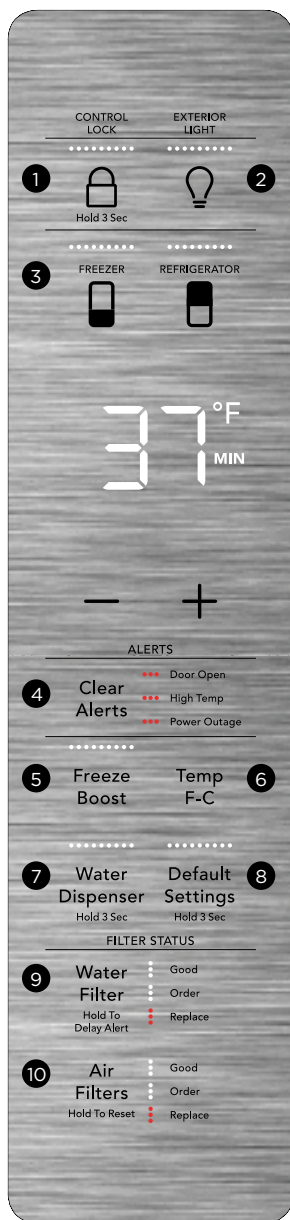 CONTROL LOCK
EXTERIOR LIGHT
1
2
Hold 3 Sec
3
FREEZER
REFRIGERATOR
37 °F
MIN
— +
ALERTS
4
Clear Alerts
Door Open
High Temp
Power Outage
5
Freeze Boost
Temp F-C
6
7
Water Dispenser
Hold 3 Sec
Default Settings
Hold 3 Sec
8
FILTER STATUS
9
Water Filter
Hold To Delay Alert
Good
Order
Replace
10
Air Filters
Hold To Reset
Good
Order
Replace